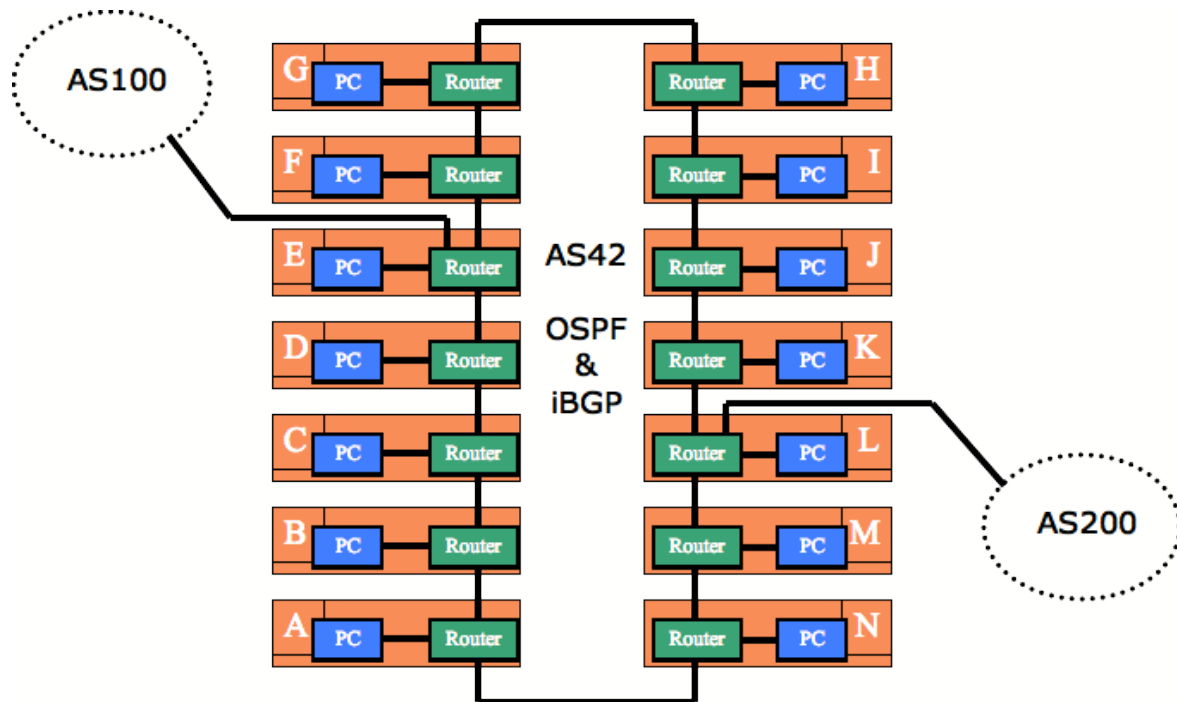 AS100
G PC Router
Router PC H
F PC Router
Router PC I
E PC Router
AS42
Router PC J
D PC Router
OSPF
&
iBGP
Router PC K
C PC Router
Router PC L
B PC Router
Router PC M
AS200
A PC Router
Router PC N